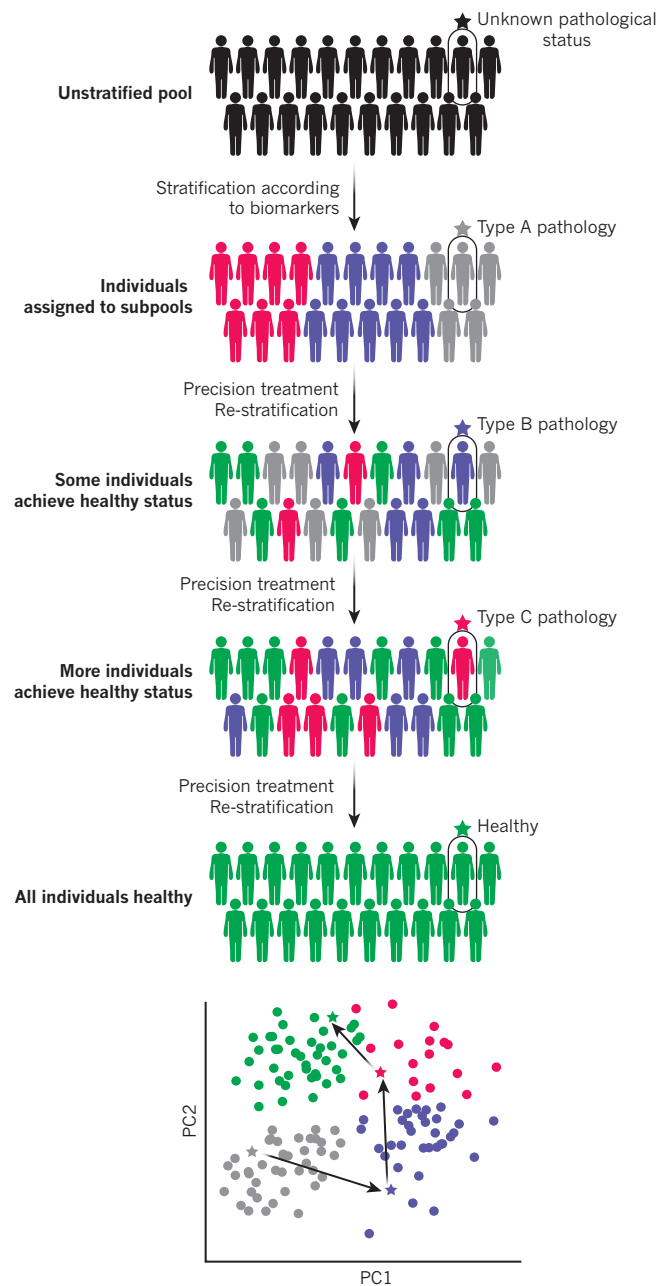 Unknown pathological
status
Unstratified pool
Stratification according
to biomarkers
Type A pathology
Individuals
assigned to subpools
Precision treatment
Re-stratification
Type B pathology
Some individuals
achieve healthy status
Precision treatment
Re-stratification
Type C pathology
More individuals
achieve healthy status
Precision treatment
Re-stratification
Healthy
All individuals healthy
PC2
PC1